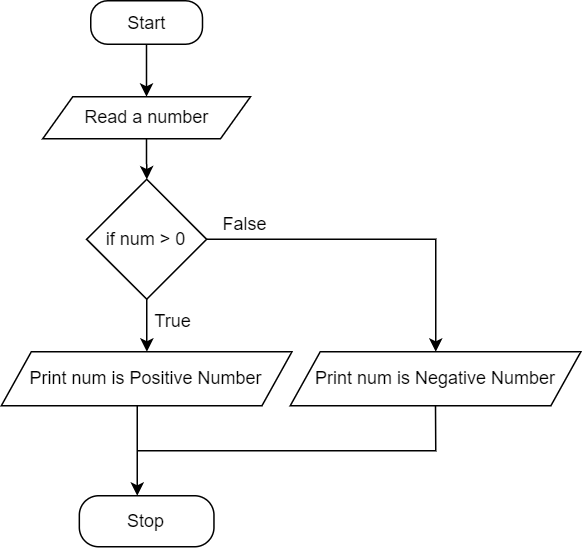 Start
Read a number
if num > 0
False
True
Print num is Positive Number
Print num is Negative Number
Stop